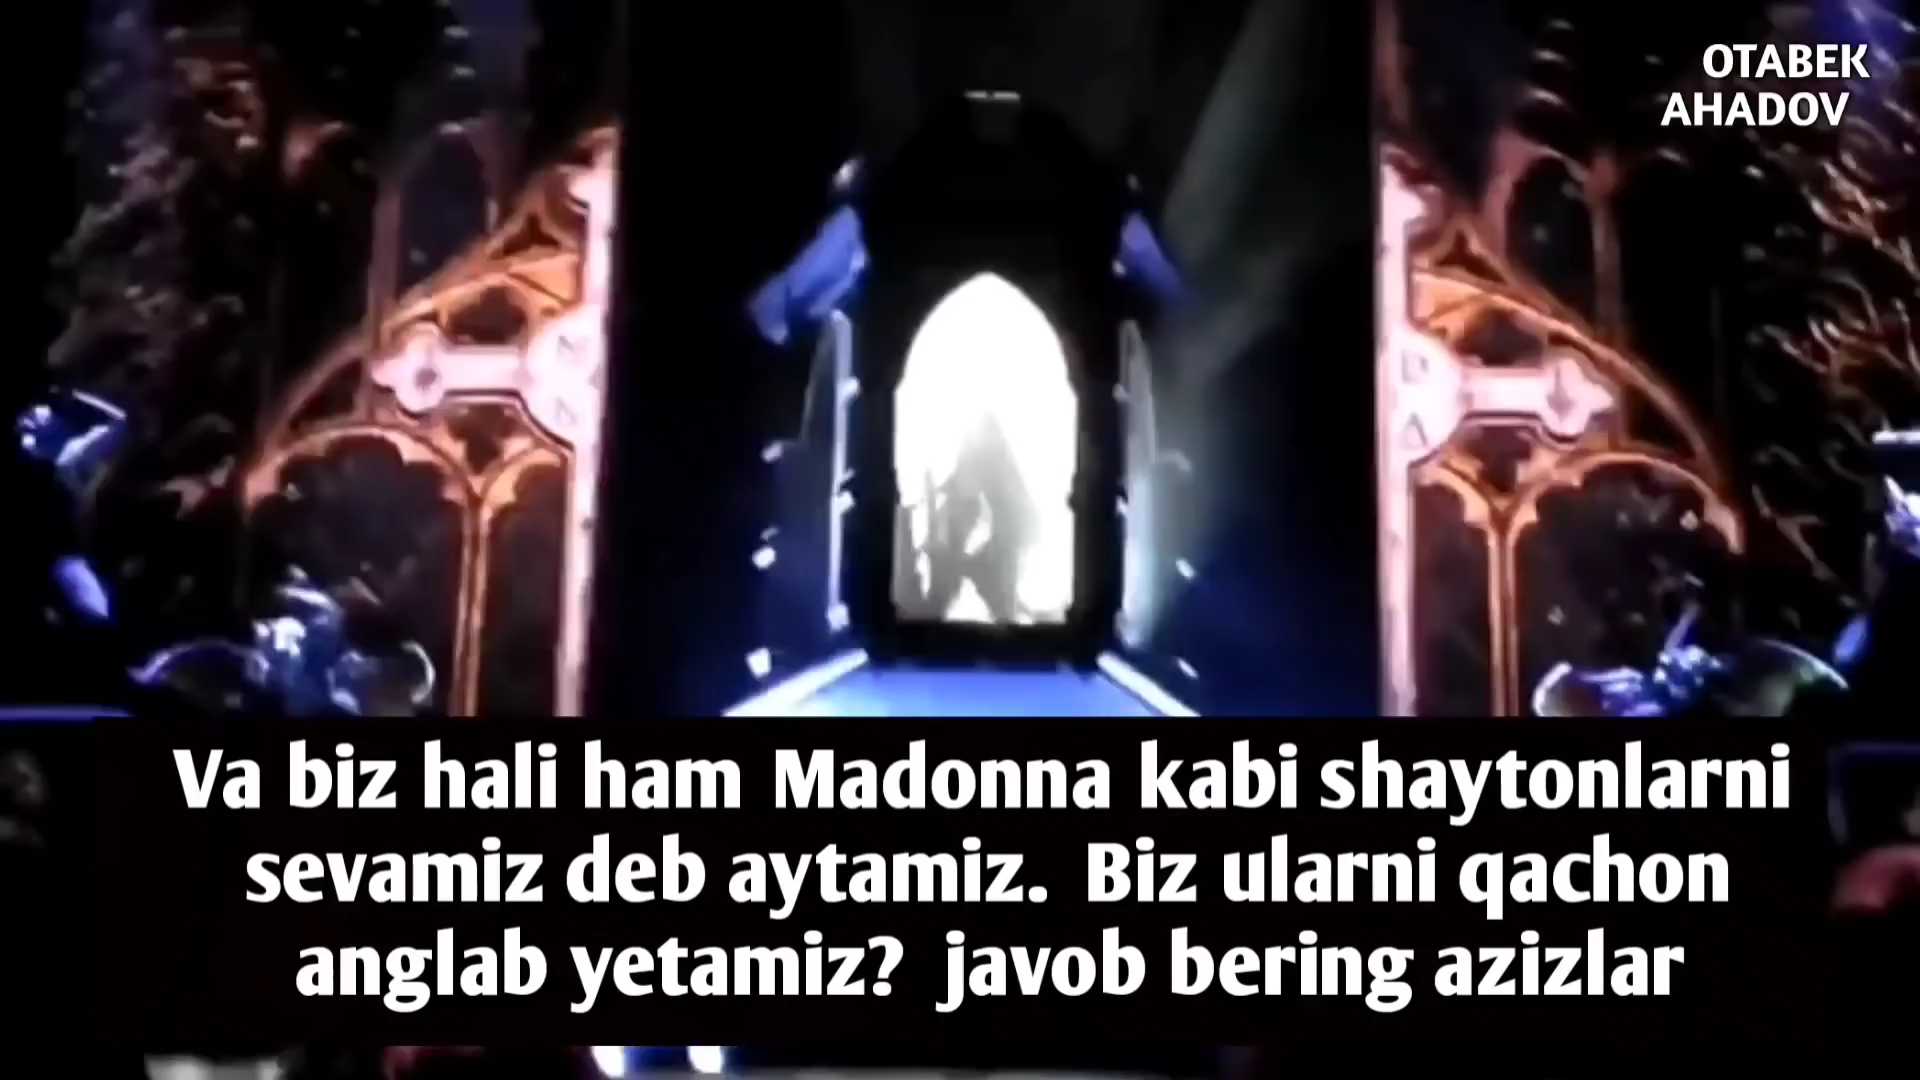 OTABEK
AHADOV
Va biz hali ham Madonna kabi shaytonlarni
sevamiz deb aytamiz. Biz ularni qachon
anglab yetamiz? javob bering azizlar